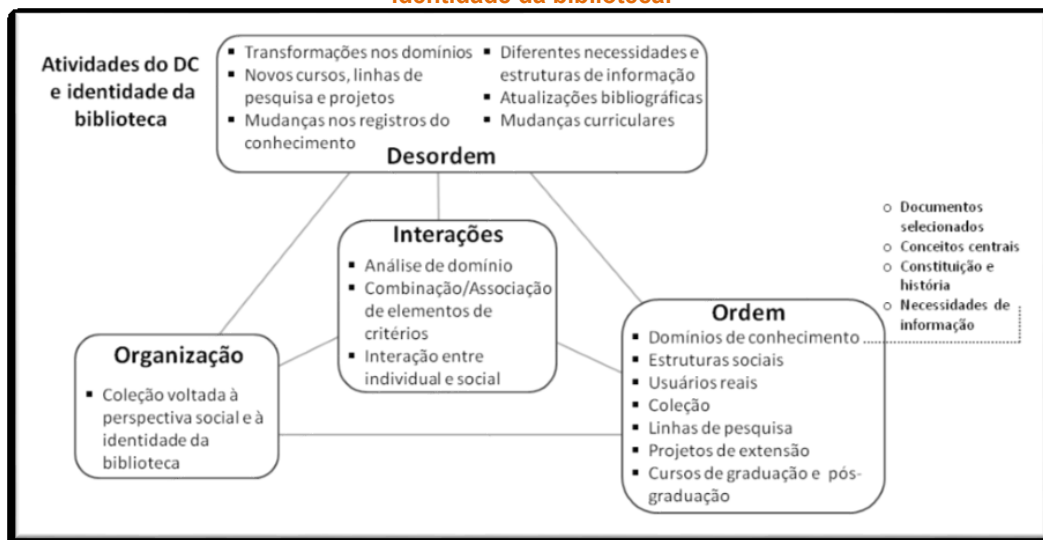 identidade da biblioteca.
Atividades do DC
e identidade da
biblioteca
▪ Transformações nos domínios
▪ Novos cursos, linhas de
pesquisa e projetos
▪ Mudanças nos registros do
conhecimento
▪ Diferentes necessidades e
estruturas de informação
▪ Atualizações bibliográficas
▪ Mudanças curriculares
Desordem
Interações
▪ Análise de domínio
▪ Combinação/Associação
de elementos de
critérios
▪ Interação entre
individual e social
Organização
▪ Coleção voltada à
perspectiva social e à
identidade da
biblioteca
Ordem
▪ Domínios de conhecimento
▪ Estruturas sociais
▪ Usuários reais
▪ Coleção
▪ Linhas de pesquisa
▪ Projetos de extensão
▪ Cursos de graduação e pós-
graduação
○ Documentos
selecionados
○ Conceitos centrais
○ Constituição e
história
○ Necessidades de
informação